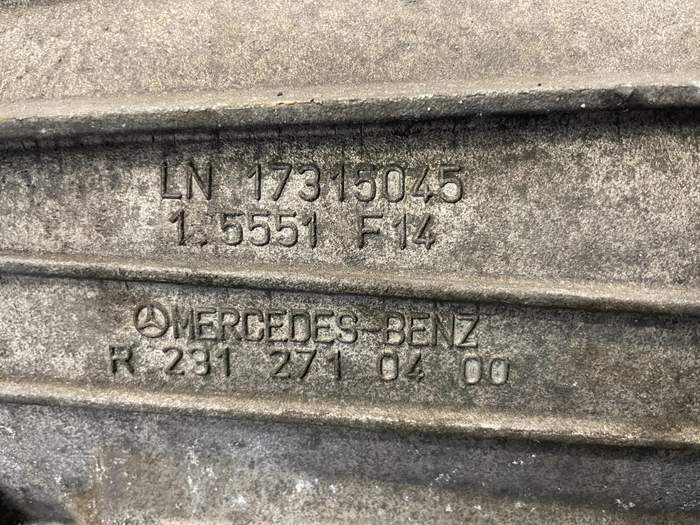 LN 17315045
1.5551 F14
MERCEDES-BENZ
R 231 271 04 00